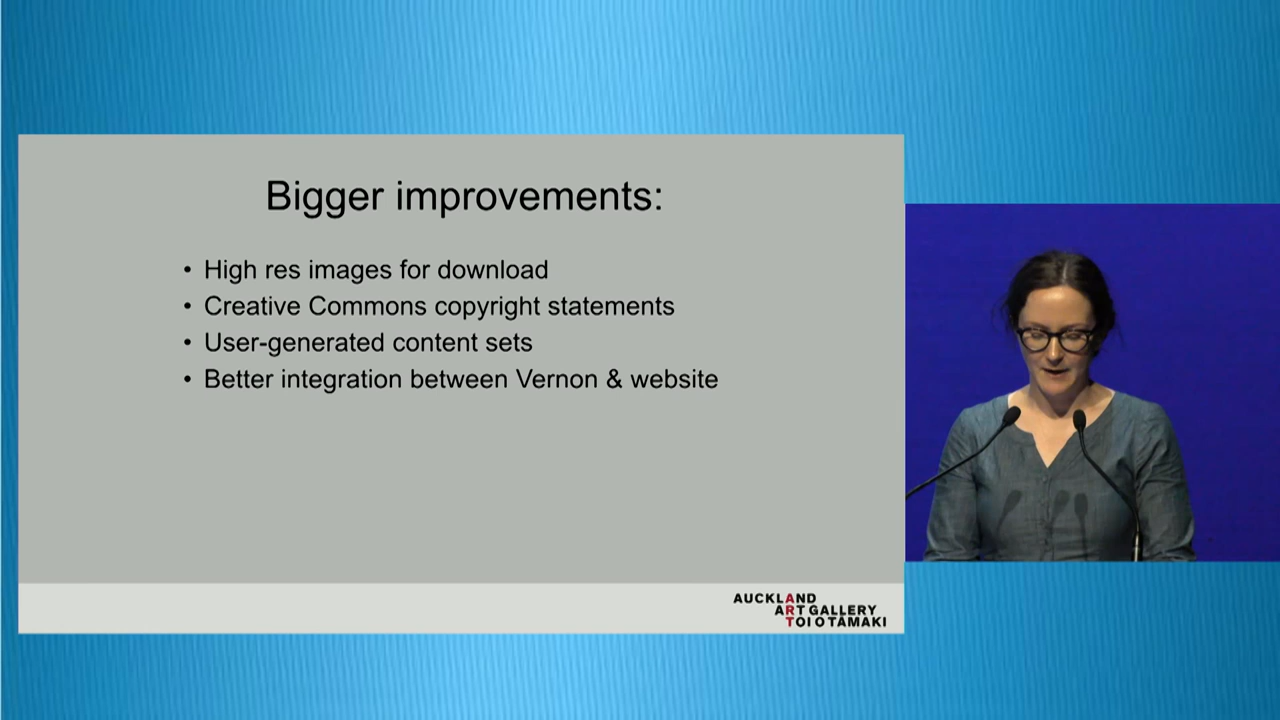 Bigger improvements:
• High res images for download
• Creative Commons copyright statements
• User-generated content sets
• Better integration between Vernon & website
AUCKLAND
ART GALLERY
TOI O TĀMAKI